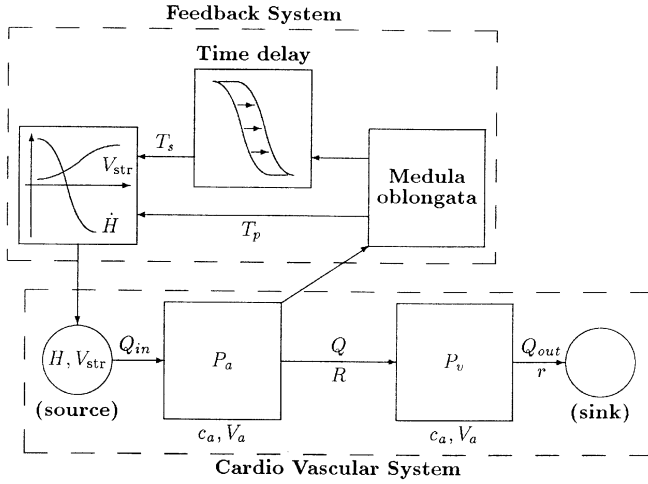 Feedback System
Time delay
T_s
V_str
Ḣ
Medula
oblongata
T_p
H, V_str
(source)
Q_in
P_a
c_a, V_a
Q
R
P_v
c_a, V_a
Q_out
r
(sink)
Cardio Vascular System